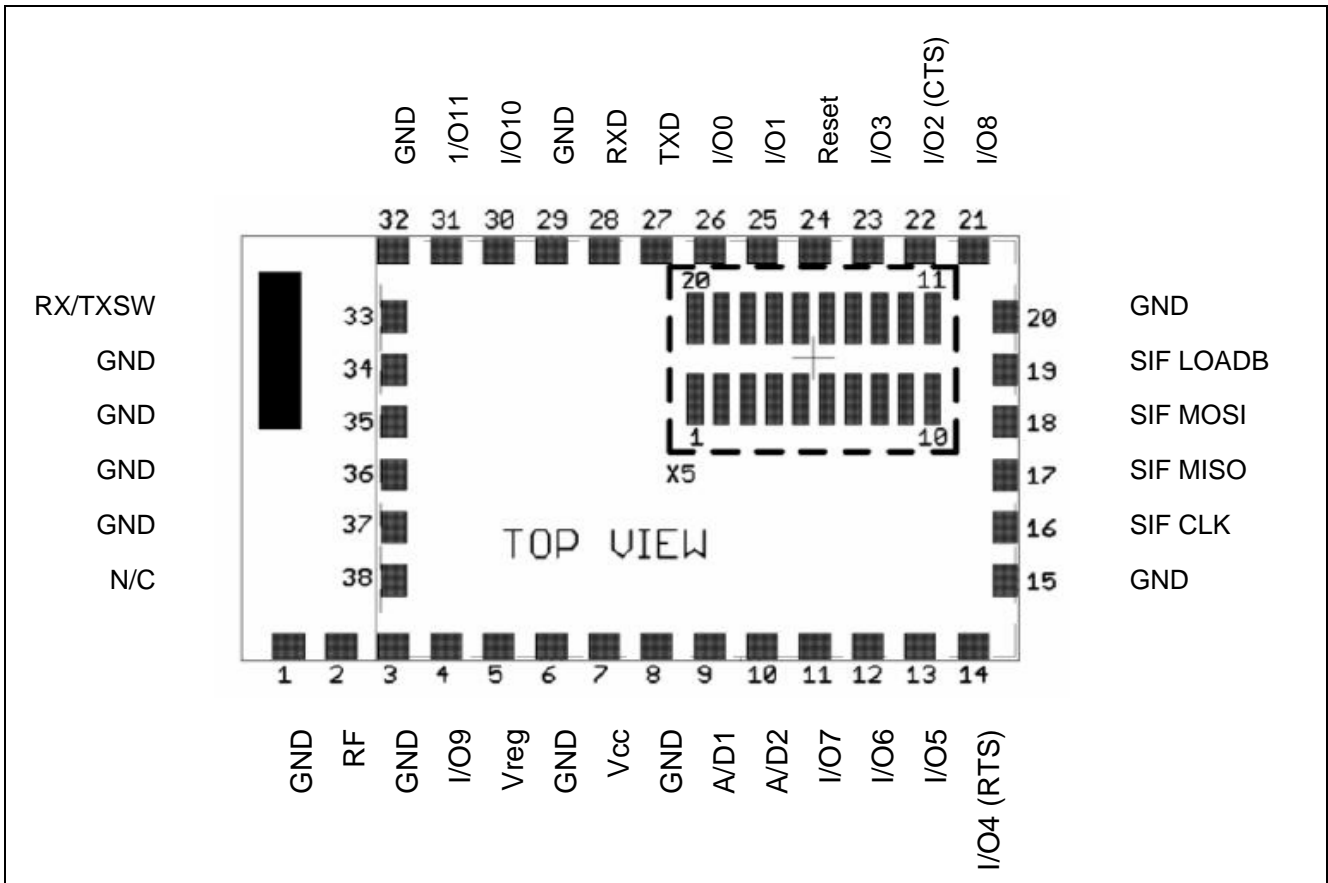 GND 1/O11 I/O10 GND RXD TXD I/O0 I/O1 Reset I/O3 I/O2 (CTS) I/O8
32 31 30 29 28 27 26 25 24 23 22 21
20 11
RX/TXSW 33 20 GND
GND 34 19 SIF LOADB
GND 35 18 SIF MOSI
1 10
GND 36 X5 17 SIF MISO
GND 37 TOP VIEW 16 SIF CLK
N/C 38 15 GND
1 2 3 4 5 6 7 8 9 10 11 12 13 14
GND RF GND I/O9 Vreg GND Vcc GND A/D1 A/D2 I/O7 I/O6 I/O5 I/O4 (RTS)